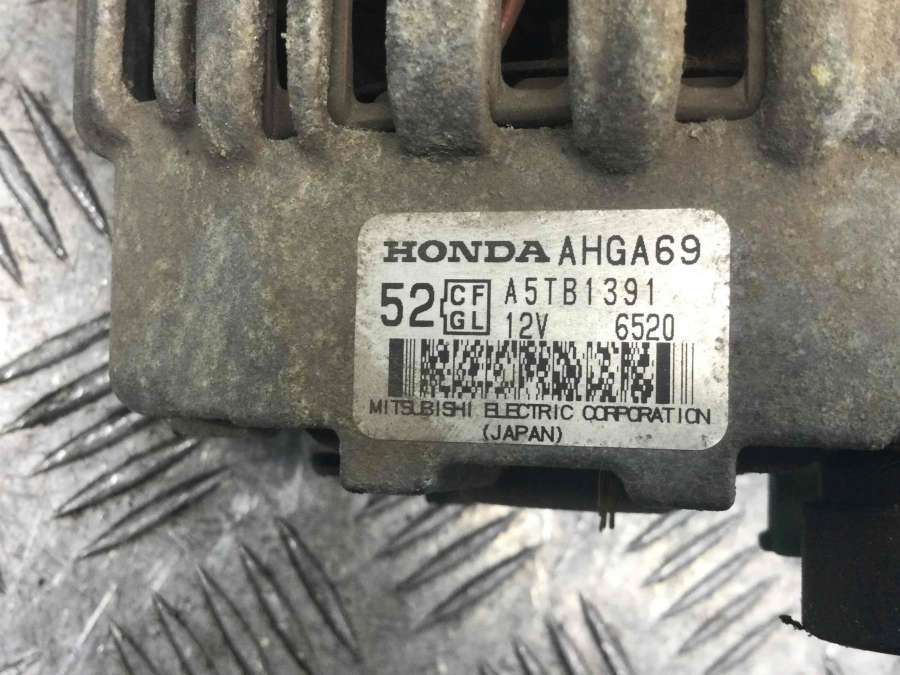 HONDA AHGA69
52 CF GL A5TB1391
12V 6520
MITSUBISHI ELECTRIC CORPORATION
(JAPAN)